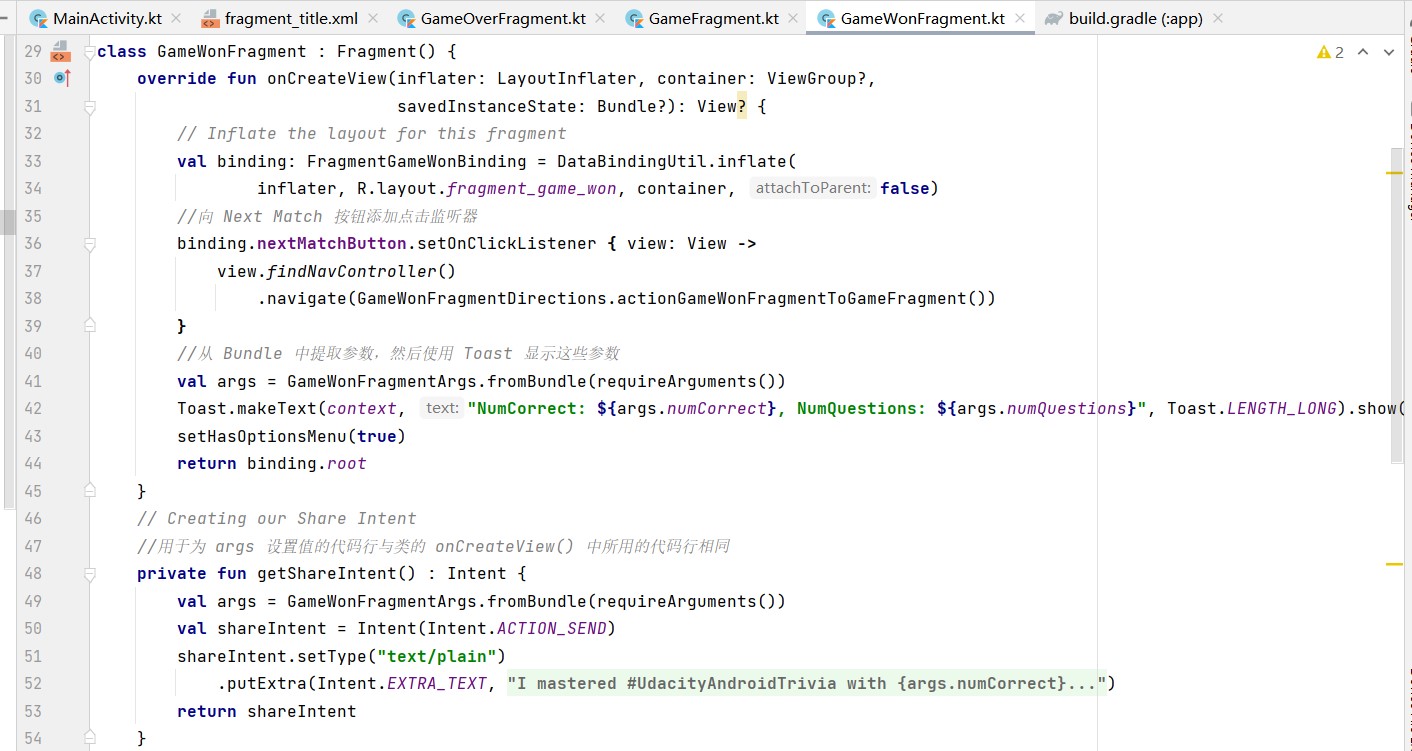 MainActivity.kt fragment_title.xml GameOverFragment.kt GameFragment.kt GameWonFragment.kt build.gradle (:app)
29 class GameWonFragment : Fragment() { 2
30 override fun onCreateView(inflater: LayoutInflater, container: ViewGroup?,
31 savedInstanceState: Bundle?): View? {
32 // Inflate the layout for this fragment
33 val binding: FragmentGameWonBinding = DataBindingUtil.inflate(
34 inflater, R.layout.fragment_game_won, container, attachToParent: false)
35 //向 Next Match 按钮添加点击监听器
36 binding.nextMatchButton.setOnClickListener { view: View ->
37 view.findNavController()
38 .navigate(GameWonFragmentDirections.actionGameWonFragmentToGameFragment())
39 }
40 //从 Bundle 中提取参数，然后使用 Toast 显示这些参数
41 val args = GameWonFragmentArgs.fromBundle(requireArguments())
42 Toast.makeText(context, text: "NumCorrect: ${args.numCorrect}, NumQuestions: ${args.numQuestions}", Toast.LENGTH_LONG).show(
43 setHasOptionsMenu(true)
44 return binding.root
45 }
46 // Creating our Share Intent
47 //用于为 args 设置值的代码行与类的 onCreateView() 中所用的代码行相同
48 private fun getShareIntent() : Intent {
49 val args = GameWonFragmentArgs.fromBundle(requireArguments())
50 val shareIntent = Intent(Intent.ACTION_SEND)
51 shareIntent.setType("text/plain")
52 .putExtra(Intent.EXTRA_TEXT, "I mastered #UdacityAndroidTrivia with {args.numCorrect}...")
53 return shareIntent
54 }